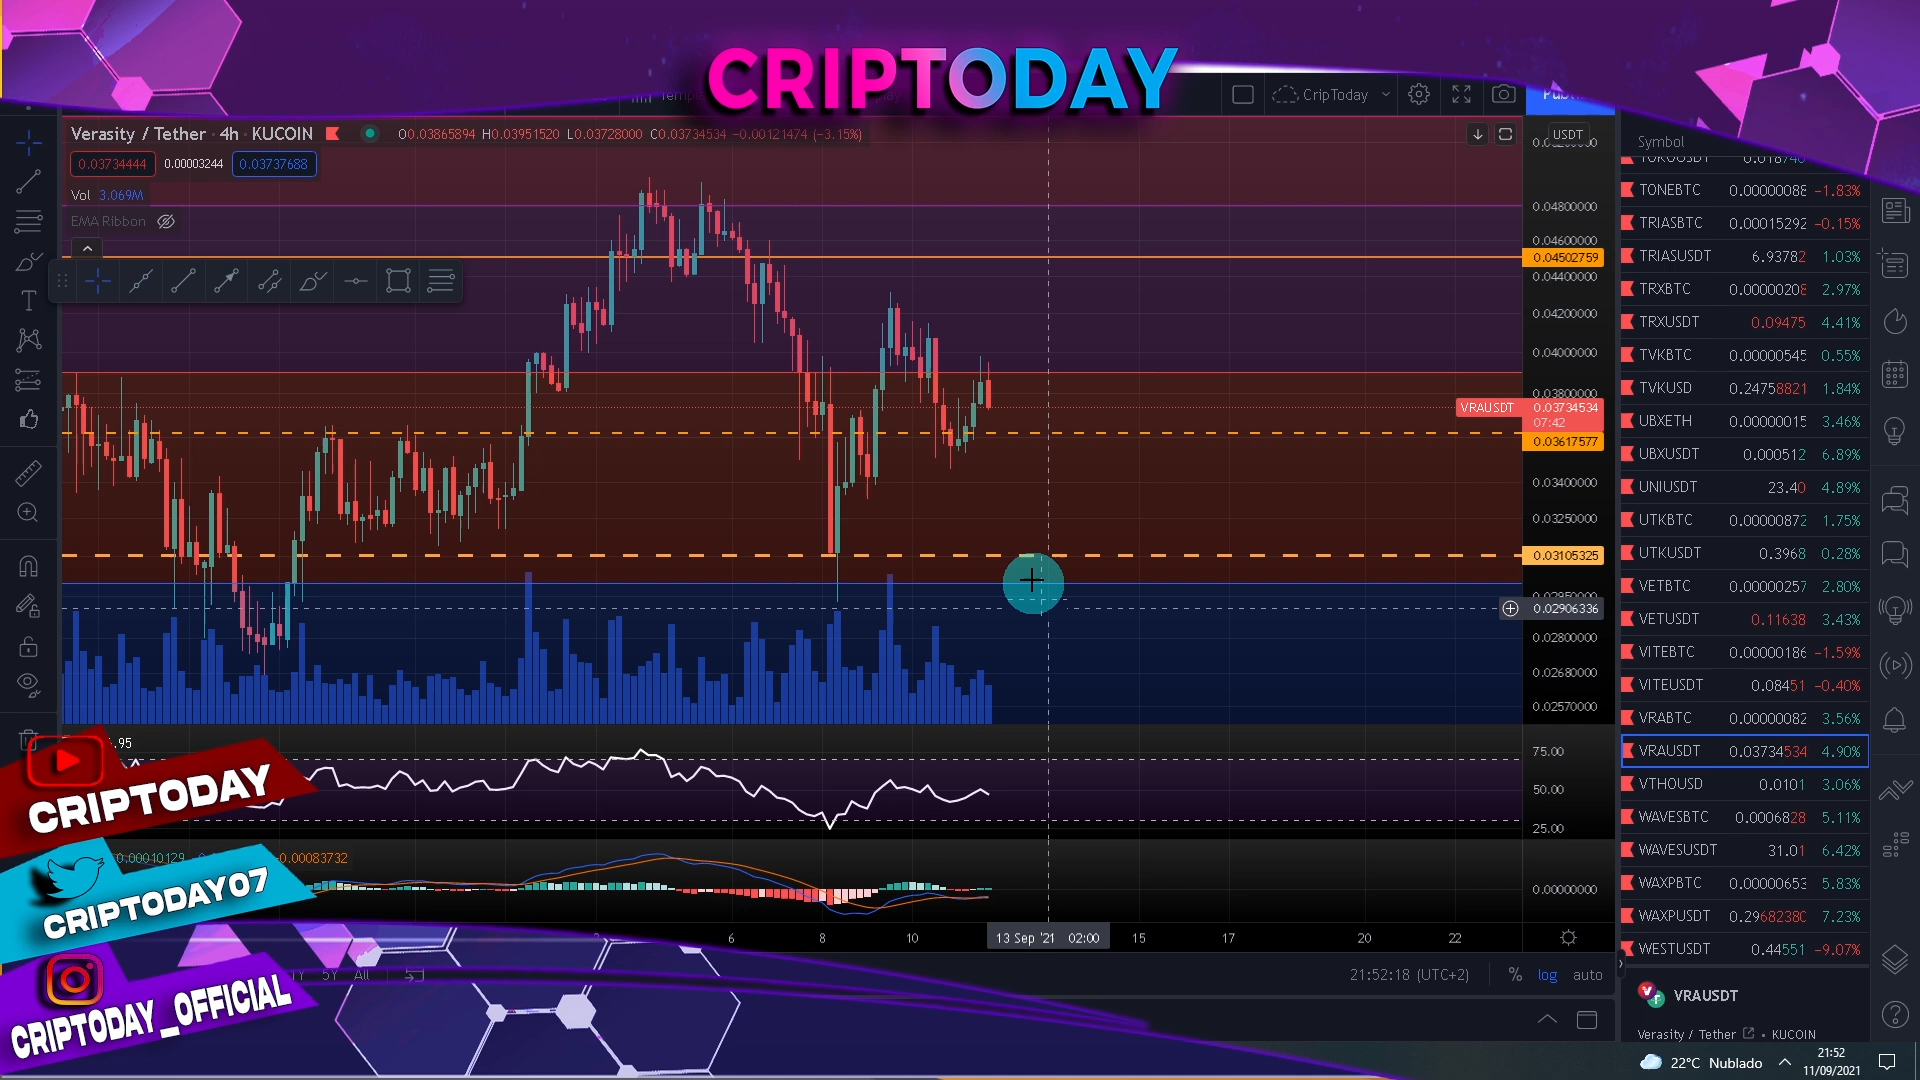 CRIPTODAY
CripToday
Verasity / Tether · 4h · KUCOIN
O0.03865894 H0.03951520 L0.03728000 C0.03734534 −0.00121474 (−3.15%)
USDT
0.03734444 0.00003244 0.03737688
Vol 3.069M
EMA Ribbon
0.04800000
0.04600000
0.04502759
0.04400000
0.04200000
0.04000000
0.03800000
VRAUSDT 0.03734534
07:42
0.03617577
0.03400000
0.03250000
0.03105325
0.02906336
0.02800000
0.02680000
0.02570000
75.00
50.00
25.00
0.00010129 -0.00083732
0.00000000
6 8 10 13 Sep '21 02:00 15 17 20 22
5Y All
21:52:18 (UTC+2) % log auto
Symbol
TONEBTC 0.00000088 −1.83%
TRIASBTC 0.00015292 −0.15%
TRIASUSDT 6.93782 1.03%
TRXBTC 0.00000208 2.97%
TRXUSDT 0.09475 4.41%
TVKBTC 0.00000545 0.55%
TVKUSD 0.24758821 1.84%
UBXETH 0.00000015 3.46%
UBXUSDT 0.000512 6.89%
UNIUSDT 23.40 4.89%
UTKBTC 0.00000872 1.75%
UTKUSDT 0.3968 0.28%
VETBTC 0.00000257 2.80%
VETUSDT 0.11638 3.43%
VITEBTC 0.00000186 −1.59%
VITEUSDT 0.08451 −0.40%
VRABTC 0.00000082 3.56%
VRAUSDT 0.03734534 4.90%
VTHOUSD 0.0101 3.06%
WAVESBTC 0.0006828 5.11%
WAVESUSDT 31.01 6.42%
WAXPBTC 0.00000653 5.83%
WAXPUSDT 0.29682380 7.23%
WESTUSDT 0.44551 −9.07%
VRAUSDT
Verasity / Tether · KUCOIN
CRIPTODAY
CRIPTODAY07
CRIPTODAY_OFFICIAL
22°C Nublado
21:52
11/09/2021